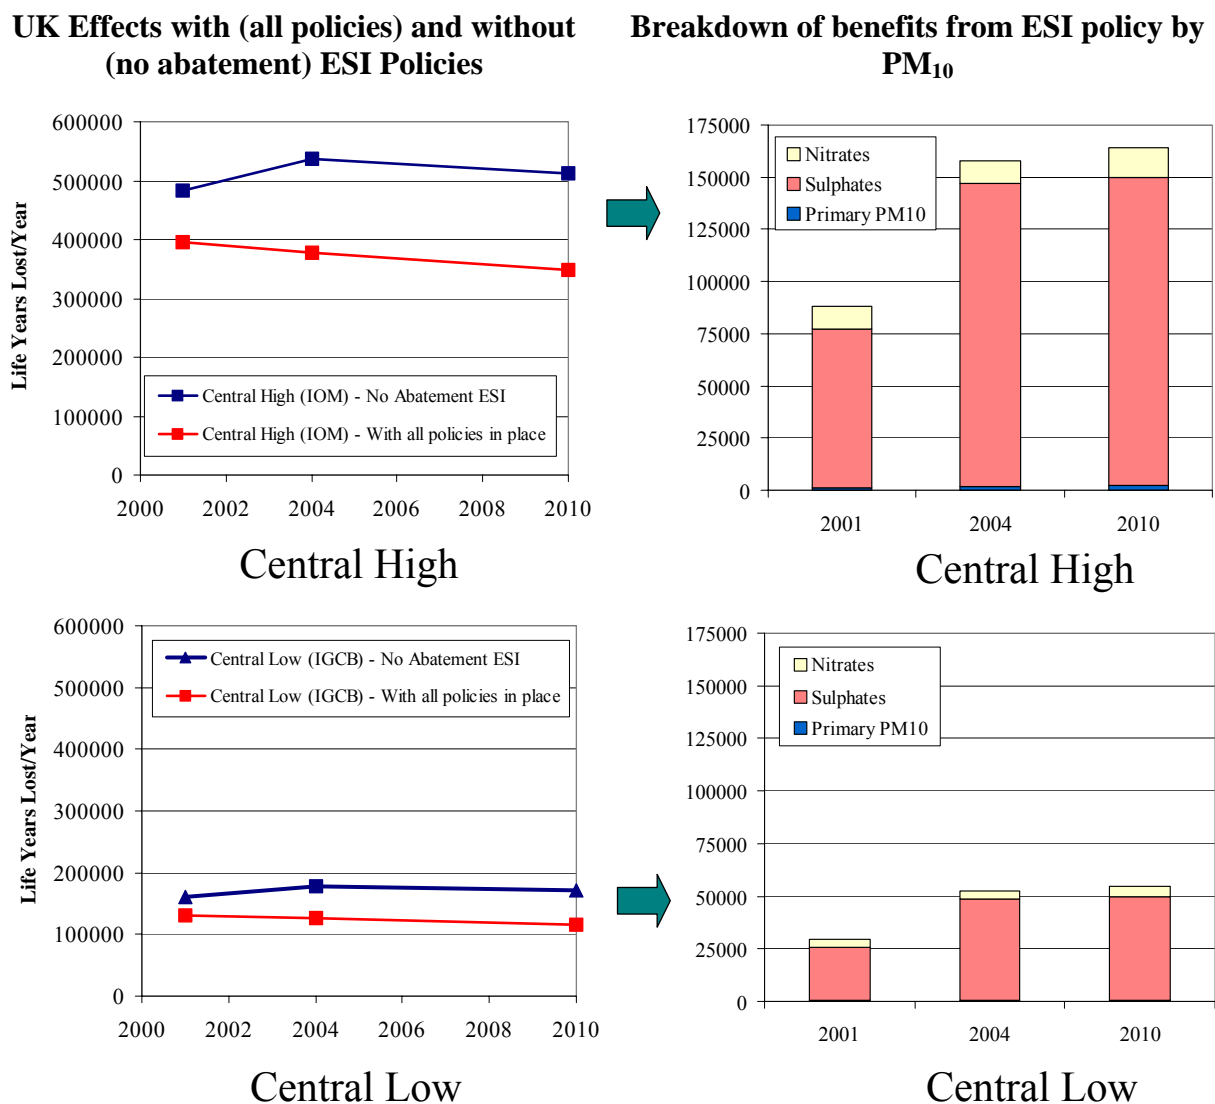 UK Effects with (all policies) and without
(no abatement) ESI Policies
Breakdown of benefits from ESI policy by
PM10
Life Years Lost/Year
600000
500000
400000
300000
200000
100000
0
2000 2002 2004 2006 2008 2010
Central High (IOM) - No Abatement ESI
Central High (IOM) - With all policies in place
Central High
175000
150000
125000
100000
75000
50000
25000
0
Nitrates
Sulphates
Primary PM10
2001 2004 2010
Central High
Life Years Lost/Year
600000
500000
400000
300000
200000
100000
0
Central Low (IGCB) - No Abatement ESI
Central Low (IGCB) - With all policies in place
2000 2002 2004 2006 2008 2010
Central Low
175000
150000
125000
100000
75000
50000
25000
0
Nitrates
Sulphates
Primary PM10
2001 2004 2010
Central Low